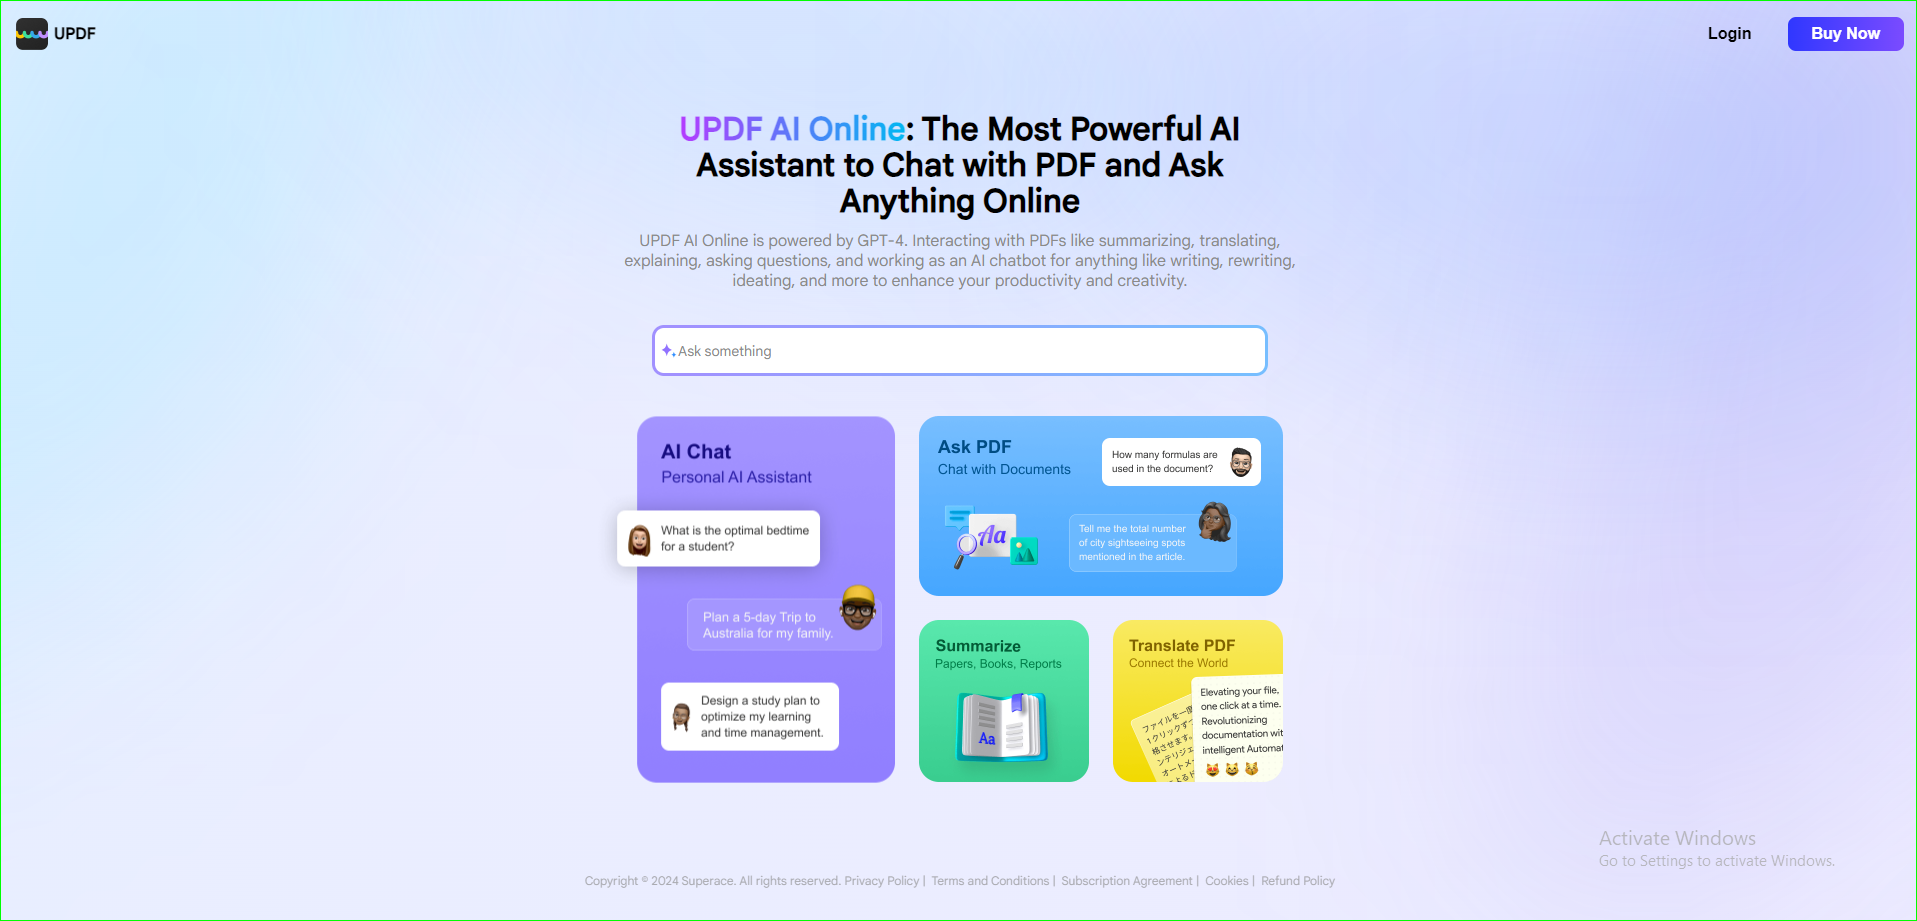 UPDF
Login
Buy Now
UPDF AI Online: The Most Powerful AI
Assistant to Chat with PDF and Ask
Anything Online
UPDF AI Online is powered by GPT-4. Interacting with PDFs like summarizing, translating,
explaining, asking questions, and working as an AI chatbot for anything like writing, rewriting,
ideating, and more to enhance your productivity and creativity.
Ask something
AI Chat
Personal AI Assistant
What is the optimal bedtime
for a student?
Plan a 5-day Trip to
Australia for my family.
Design a study plan to
optimize my learning
and time management.
Ask PDF
Chat with Documents
How many formulas are
used in the document?
Aa
Tell me the total number
of city sightseeing spots
mentioned in the article.
Summarize
Papers, Books, Reports
Aa
Translate PDF
Connect the World
Elevating your file,
one click at a time.
Revolutionizing
documentation wit
intelligent Automat
ファイルを一度
1クリックずつ
格させます。
ンテリジェ
オートメ
Activate Windows
Go to Settings to activate Windows.
Copyright © 2024 Superace. All rights reserved. Privacy Policy | Terms and Conditions | Subscription Agreement | Cookies | Refund Policy